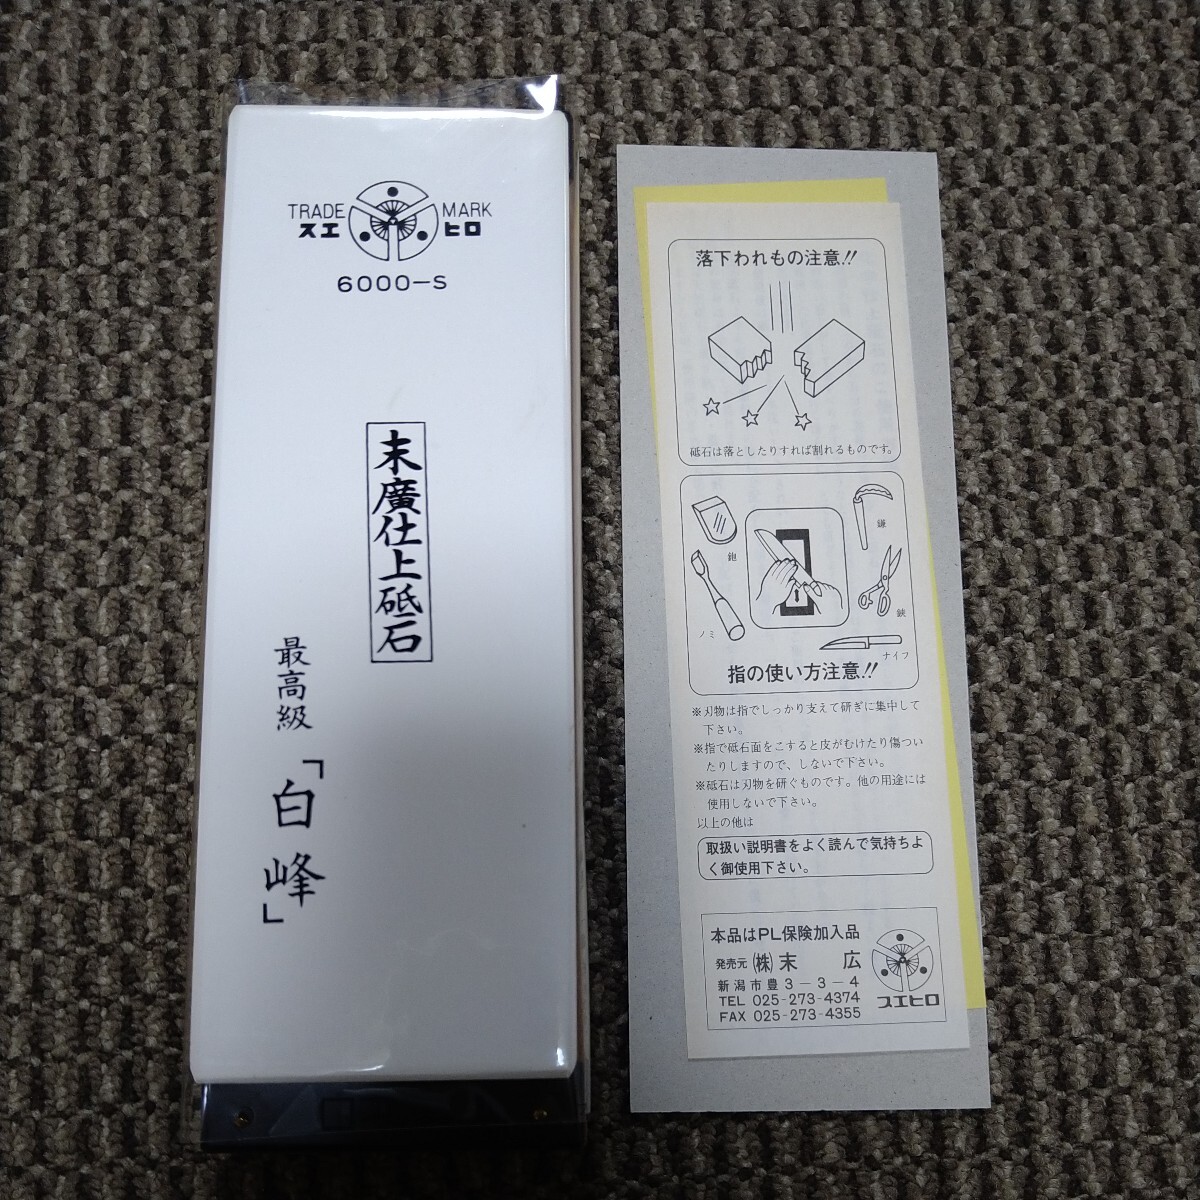 TRADE MARK
スエヒロ
6000-S
末廣仕上砥石
最高級
「白峰」
落下われもの注意!!
砥石は落としたりすれば割れるものです。
鎌
鉋
鋏
ノミ
ナイフ
指の使い方注意!!
※刃物は指でしっかり支えて研ぎに集中して
下さい。
※指で砥石面をこすると皮がむけたり傷つい
たりしますので、しないで下さい。
※砥石は刃物を研ぐものです。他の用途には
使用しないで下さい。
以上の他は
取扱い説明書をよく読んで気持ちよ
く御使用下さい。
本品はPL保険加入品
発売元 ㈱末 広
新潟市豊3-3-4
TEL 025-273-4374
FAX 025-273-4355
スエヒロ